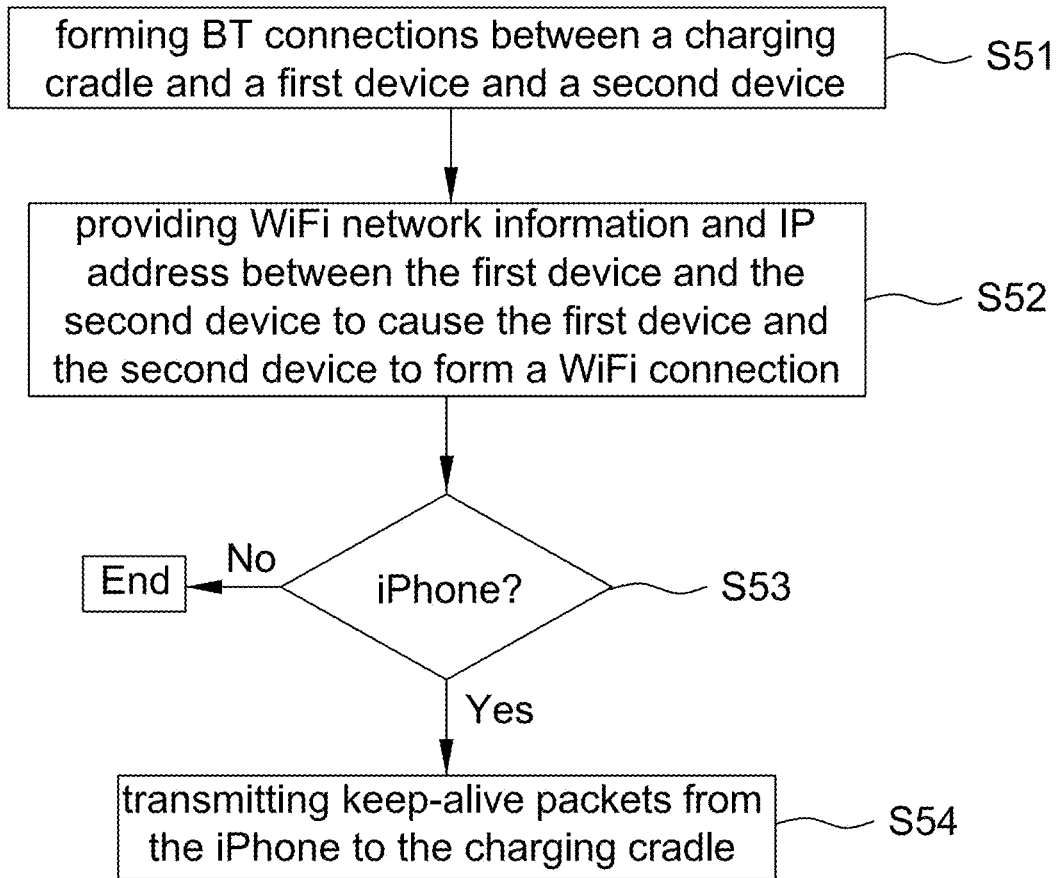 forming BT connections between a charging
cradle and a first device and a second device
S51
providing WiFi network information and IP
address between the first device and the
second device to cause the first device and
the second device to form a WiFi connection
S52
iPhone?
S53
No
End
Yes
transmitting keep-alive packets from
the iPhone to the charging cradle
S54